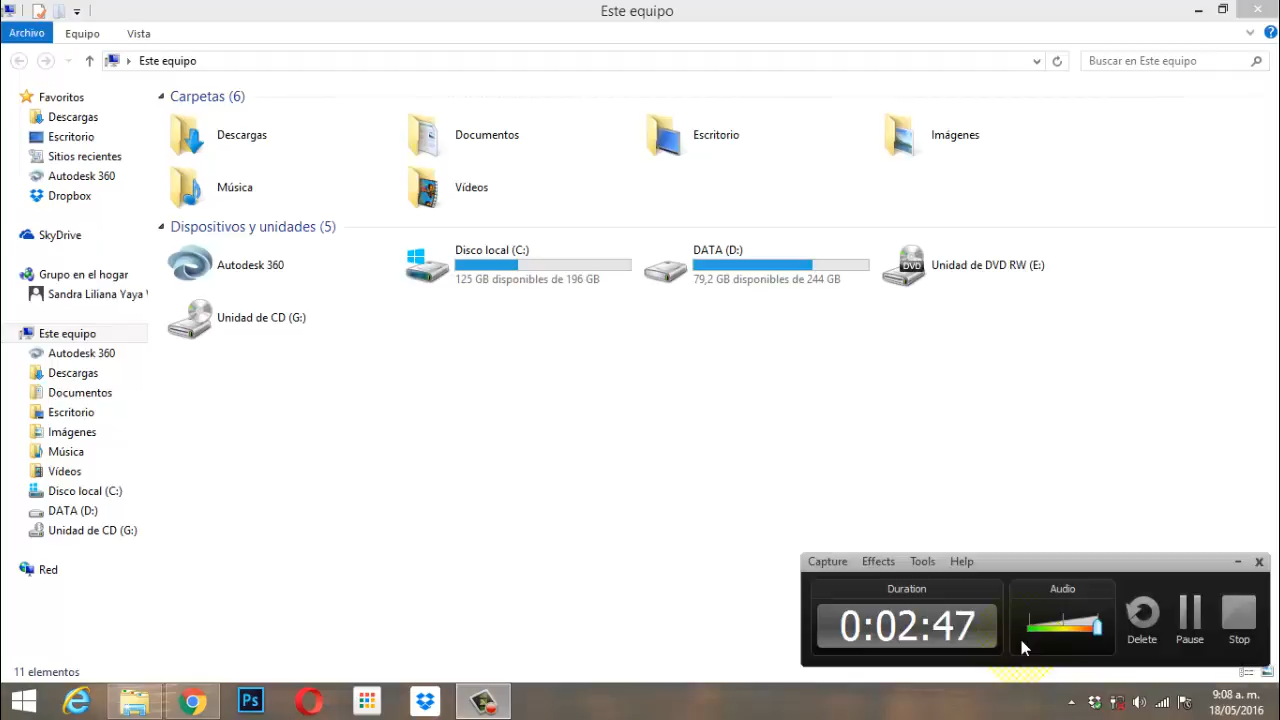 Este equipo
Archivo Equipo Vista
Este equipo
Buscar en Este equipo
Favoritos
Descargas
Escritorio
Sitios recientes
Autodesk 360
Dropbox
SkyDrive
Grupo en el hogar
Sandra Liliana Yaya
Este equipo
Autodesk 360
Descargas
Documentos
Escritorio
Imágenes
Música
Vídeos
Disco local (C:)
DATA (D:)
Unidad de CD (G:)
Red
Carpetas (6)
Descargas
Documentos
Escritorio
Imágenes
Música
Vídeos
Dispositivos y unidades (5)
Autodesk 360
Disco local (C:)
125 GB disponibles de 196 GB
DATA (D:)
79,2 GB disponibles de 244 GB
DVD
Unidad de DVD RW (E:)
Unidad de CD (G:)
Capture Effects Tools Help
Duration
0:02:47
Audio
Delete
Pause
Stop
11 elementos
Ps
9:08 a. m.
18/05/2016